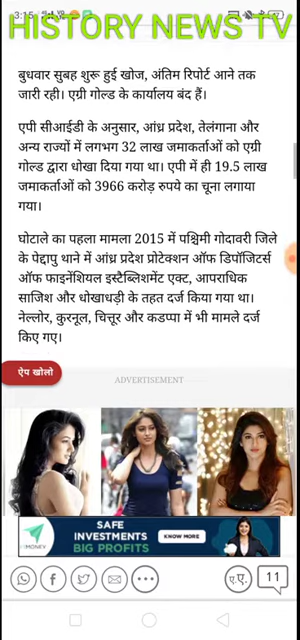 3:15
HISTORY NEWS TV
बुधवार सुबह शुरू हुई खोज, अंतिम रिपोर्ट आने तक
जारी रही। एग्री गोल्ड के कार्यालय बंद हैं।
एपी सीआईडी के अनुसार, आंध्र प्रदेश, तेलंगाना और
अन्य राज्यों में लगभग 32 लाख जमाकर्ताओं को एग्री
गोल्ड द्वारा धोखा दिया गया था। एपी में ही 19.5 लाख
जमाकर्ताओं को 3966 करोड़ रुपये का चूना लगाया
गया।
घोटाले का पहला मामला 2015 में पश्चिमी गोदावरी जिले
के पेद्दापु थाने में आंध्र प्रदेश प्रोटेक्शन ऑफ डिपॉजिटर्स
ऑफ फाइनेंशियल इस्टैब्लिशमेंट एक्ट, आपराधिक
साजिश और धोखाधड़ी के तहत दर्ज किया गया था।
नेल्लोर, कुरनूल, चित्तूर और कडप्पा में भी मामले दर्ज
किए गए।
ऐप खोलो
ADVERTISEMENT
SAFE
INVESTMENTS
BIG PROFITS
KNOW MORE
MONEY
ए.ए.
11